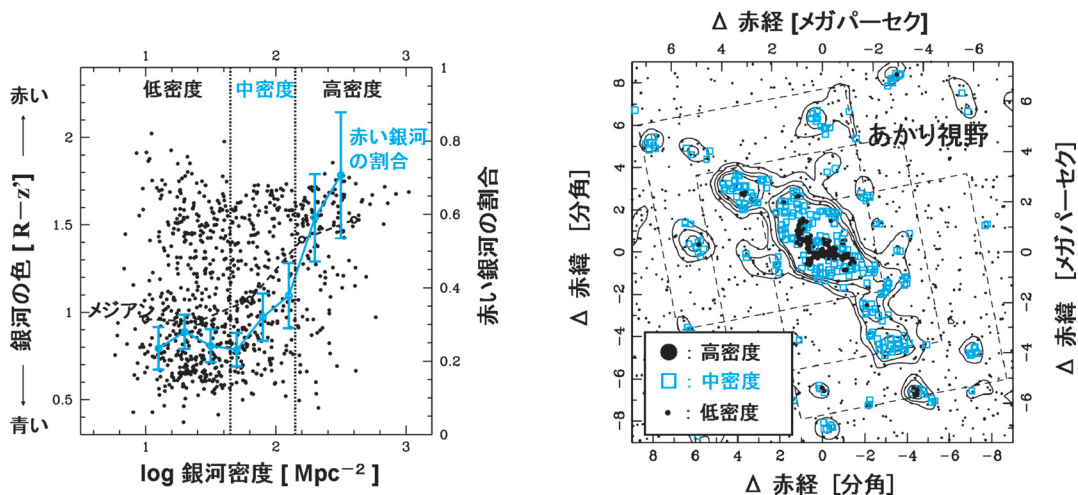 1 2 3
低密度 中密度 高密度
赤い銀河
の割合
メジアン
赤い
銀河の色 [ R−z' ]
青い
2
1.5
1
0.5
1
0.8
0.6
0.4
0.2
0
赤い銀河の割合
1 2 3
log 銀河密度 [ Mpc−2 ]
Δ 赤経 [メガパーセク]
6 4 2 0 −2 −4 −6
あかり視野
8
6
4
2
0
−2
−4
−6
−8
Δ 赤緯 [分角]
6
4
2
0
−2
−4
−6
Δ 赤緯 [メガパーセク]
: 高密度
: 中密度
: 低密度
8 6 4 2 0 −2 −4 −6 −8
Δ 赤経 [分角]